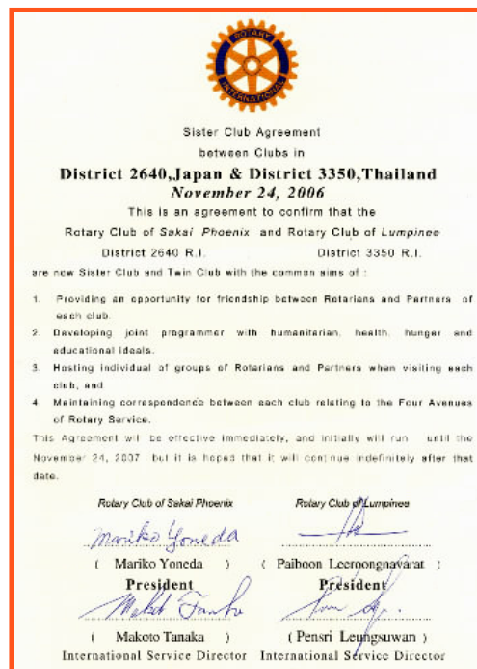 ROTARY
INTERNATIONAL
Sister Club Agreement
between Clubs in
District 2640,Japan & District 3350,Thailand
November 24, 2006
This is an agreement to confirm that the
Rotary Club of Sakai Phoenix and Rotary Club of Lumpinee
District 2640 R.I. District 3350 R.I.
are now Sister Club and Twin Club with the common aims of :
1. Providing an opportunity for friendship between Rotarians and Partners of
each club.
2. Developing joint programmer with humanitarian, health, hunger and
educational ideals.
3. Hosting individual of groups of Rotarians and Partners when visiting each
club, and
4 Maintaining correspondence between each club relating to the Four Avenues
of Rotary Service.
This Agreement will be effective immediately, and initially will run until the
November 24, 2007 but it is hoped that it will continue indefinitely after that
date.
Rotary Club of Sakai Phoenix Rotary Club of Lumpinee
Mariko Yoneda
( Mariko Yoneda ) ( Paiboon Leeroongnavarat )
President President
( Makoto Tanaka ) ( Pensri Leungsuwan )
International Service Director International Service Director